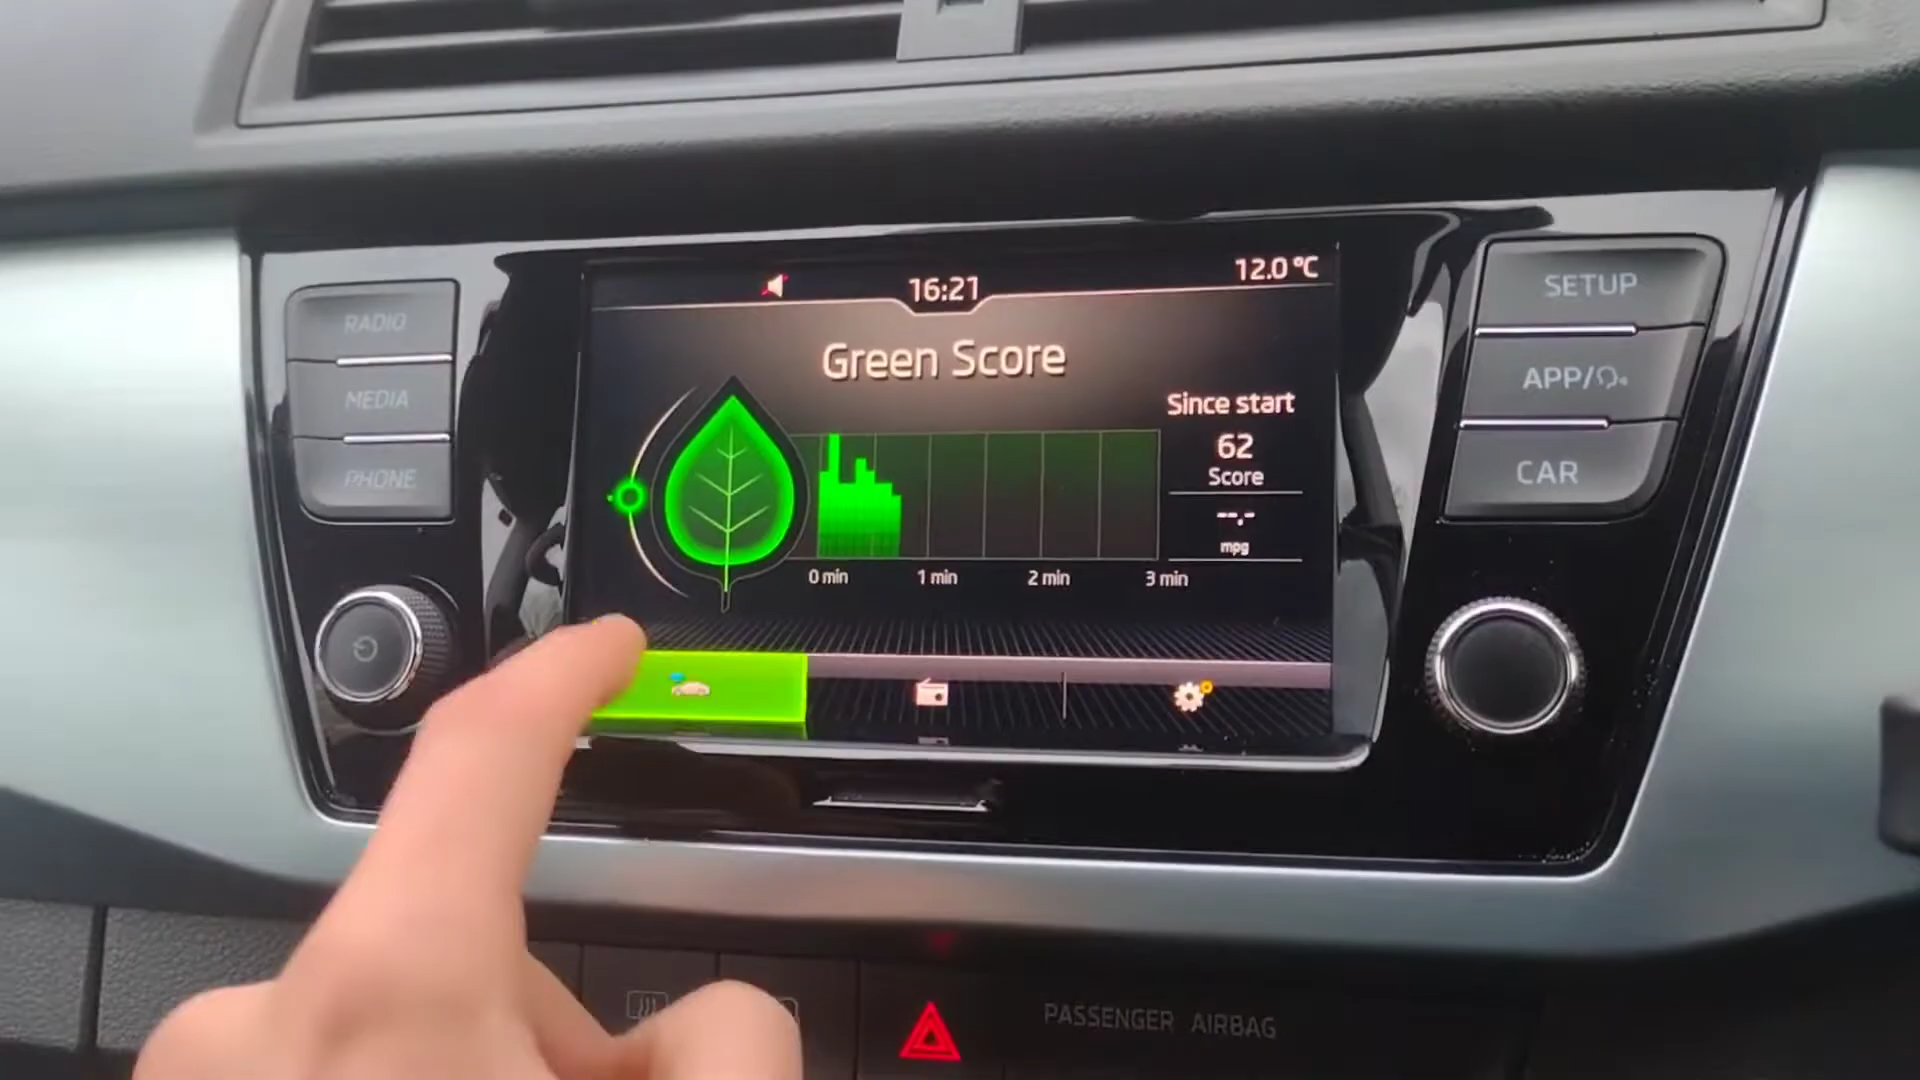 RADIO
MEDIA
PHONE
16:21
12.0 °C
Green Score
Since start
62
Score
--.-
mpg
0 min
1 min
2 min
3 min
SETUP
APP/
CAR
PASSENGER AIRBAG